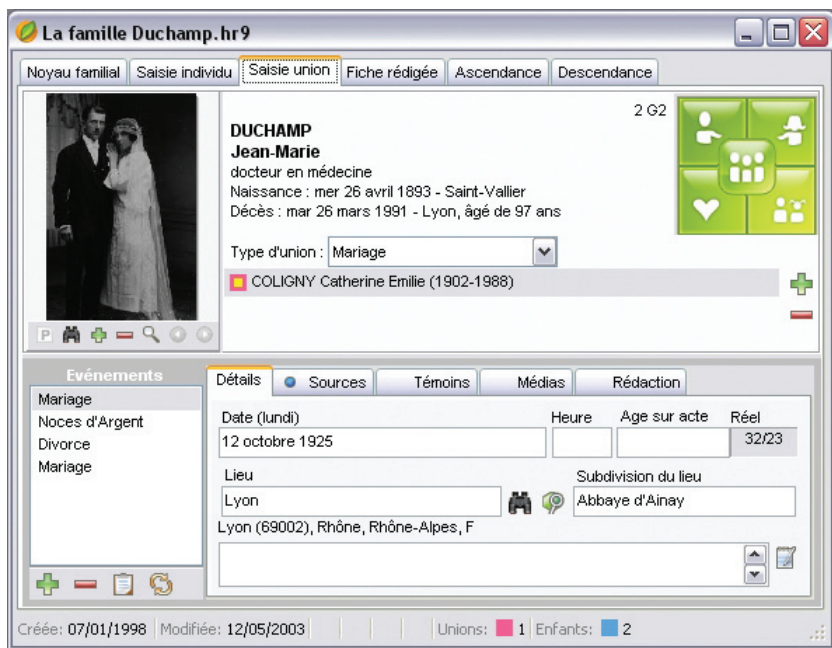 La famille Duchamp.hr9
Noyau familial Saisie individu Saisie union Fiche rédigée Ascendance Descendance
2 G2
DUCHAMP
Jean-Marie
docteur en médecine
Naissance : mer 26 avril 1893 - Saint-Vallier
Décès : mar 26 mars 1991 - Lyon, âgé de 97 ans
Type d'union : Mariage
COLIGNY Catherine Emilie (1902-1988)
P
Evénements
Mariage
Noces d'Argent
Divorce
Mariage
Détails Sources Témoins Médias Rédaction
Date (lundi) Heure Age sur acte Réel
12 octobre 1925 32/23
Lieu Subdivision du lieu
Lyon Abbaye d'Ainay
Lyon (69002), Rhône, Rhône-Alpes, F
Créée: 07/01/1998 Modifiée: 12/05/2003 Unions: 1 Enfants: 2